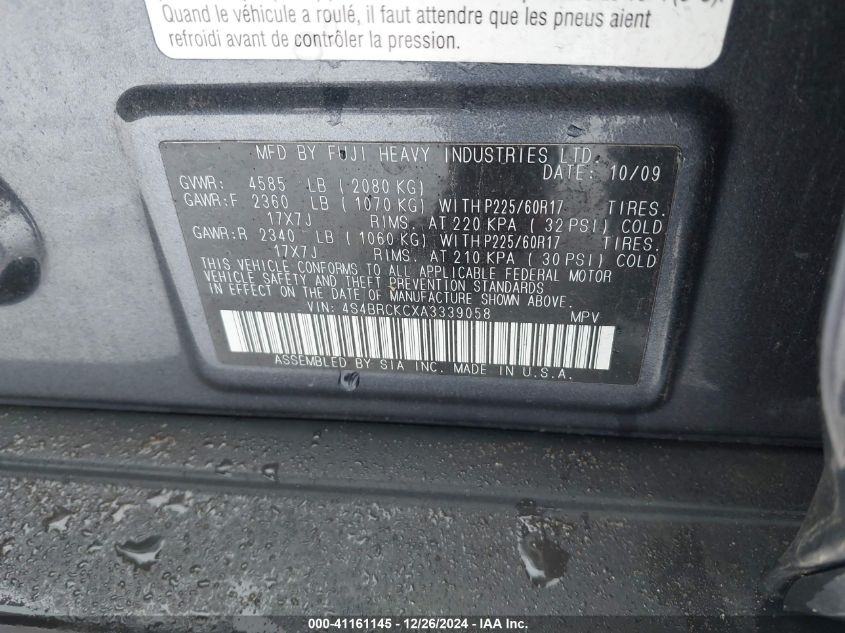 Quand le véhicule a roulé, il faut attendre que les pneus aient
refroidi avant de contrôler la pression.
MFD BY FUJI HEAVY INDUSTRIES LTD.
DATE: 10/09
GVWR: 4585 LB ( 2080 KG)
GAWR:F 2360 LB ( 1070 KG) WITH P225/60R17 TIRES.
17X7J RIMS. AT 220 KPA ( 32 PSI) COLD
GAWR:R 2340 LB ( 1060 KG) WITH P225/60R17 TIRES.
17X7J RIMS. AT 210 KPA ( 30 PSI) COLD
THIS VEHICLE CONFORMS TO ALL APPLICABLE FEDERAL MOTOR
VEHICLE SAFETY AND THEFT PREVENTION STANDARDS
IN EFFECT ON THE DATE OF MANUFACTURE SHOWN ABOVE.
VIN: 4S4BRCKCXA3339058 MPV
ASSEMBLED BY SIA INC. MADE IN U.S.A.
000-41161145 - 12/26/2024 - IAA Inc.